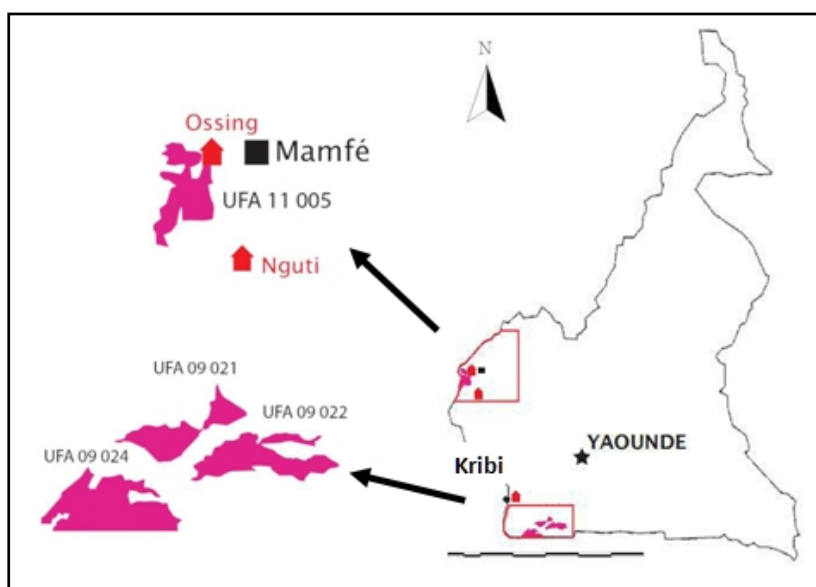 N
Ossing
Mamfé
UFA 11 005
Nguti
UFA 09 021
UFA 09 022
UFA 09 024
YAOUNDE
Kribi